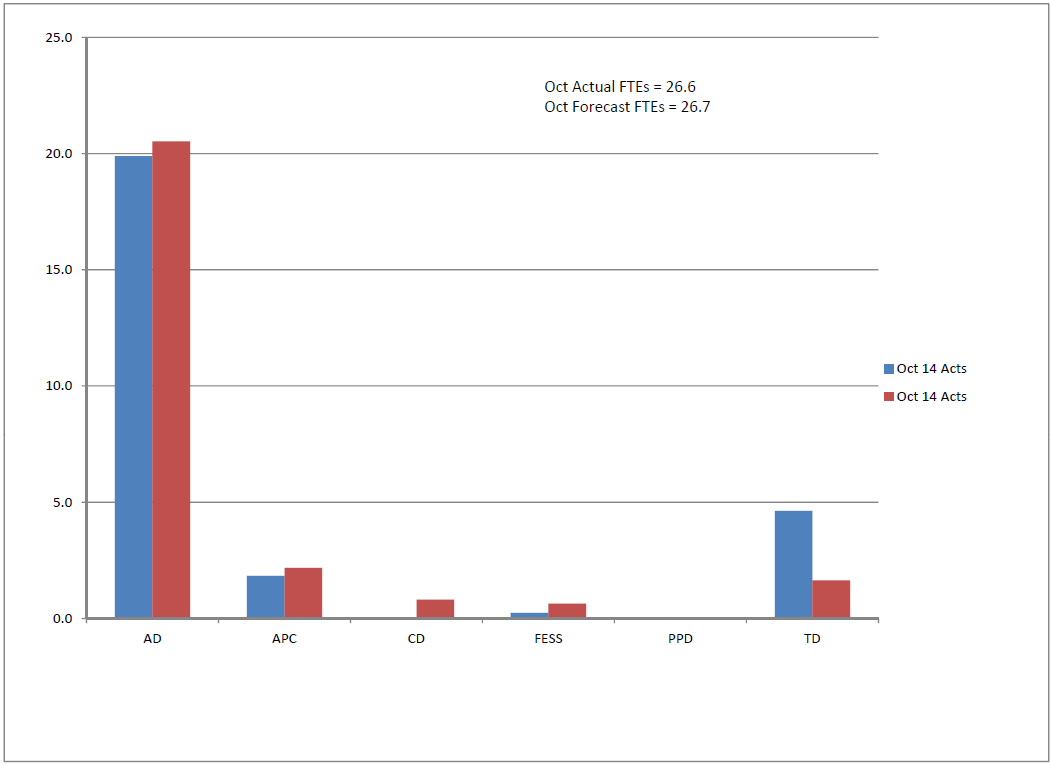 25.0
Oct Actual FTEs = 26.6
Oct Forecast FTEs = 26.7
20.0
15.0
10.0
5.0
0.0
Oct 14 Acts
Oct 14 Acts
AD APC CD FESS PPD TD